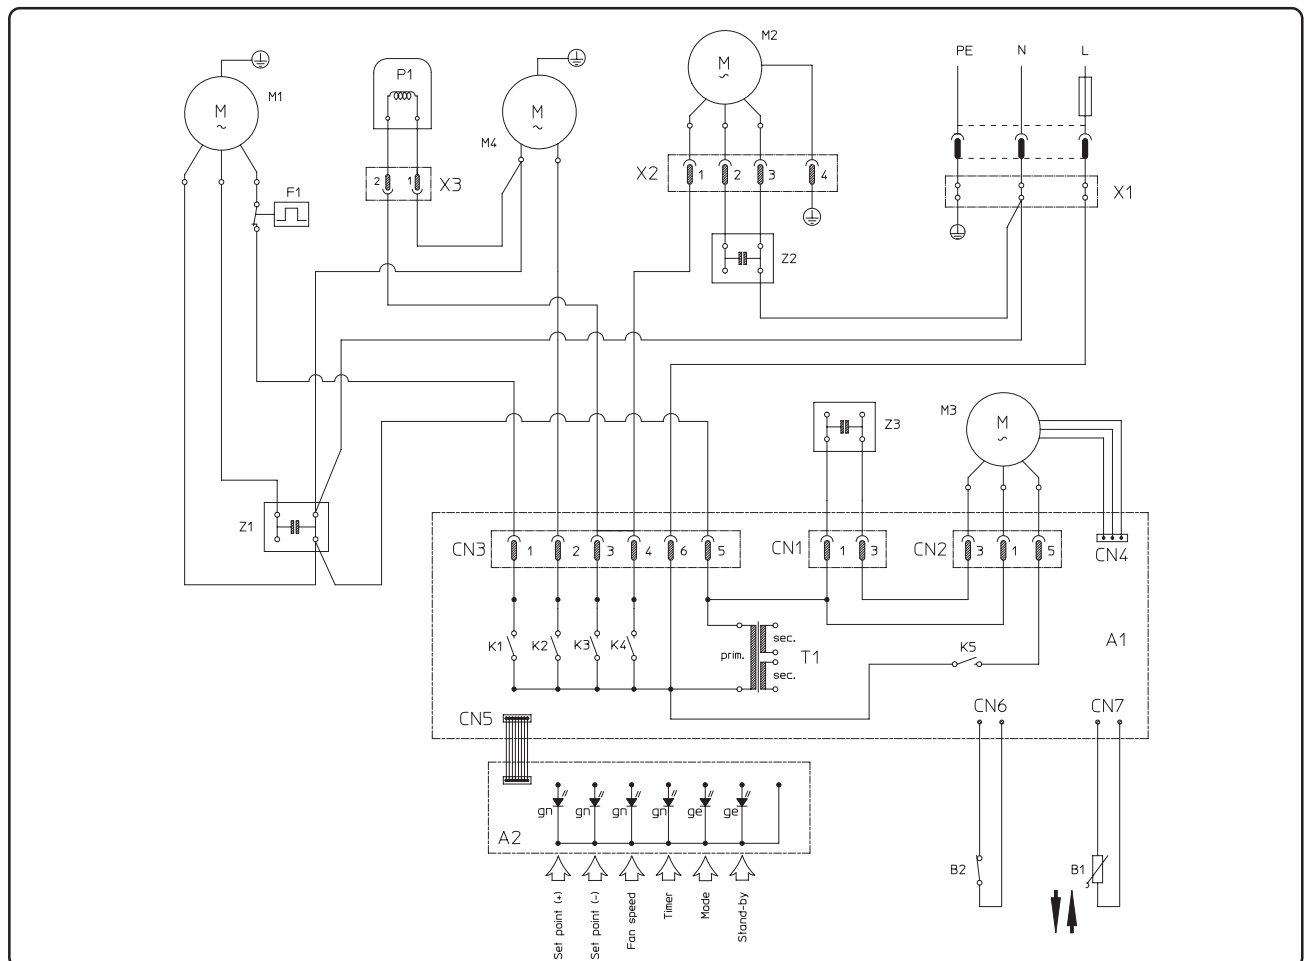 M2
PE N L
P1
M
~
M1
M
~
M
~
M4
X2 1 2 3 4
2 1 X3
X1
F1
Z2
M3
M
~
Z3
Z1
CN3 1 2 3 4 6 5
CN1 1 3
CN2 3 1 5
CN4
K1 K2 K3 K4
prim.
sec.
sec.
T1
K5
A1
CN5
CN6
CN7
gn gn gn gn ge ge
A2
B2
B1
Set point (+)
Set point (-)
Fan speed
Timer
Mode
Stand-by